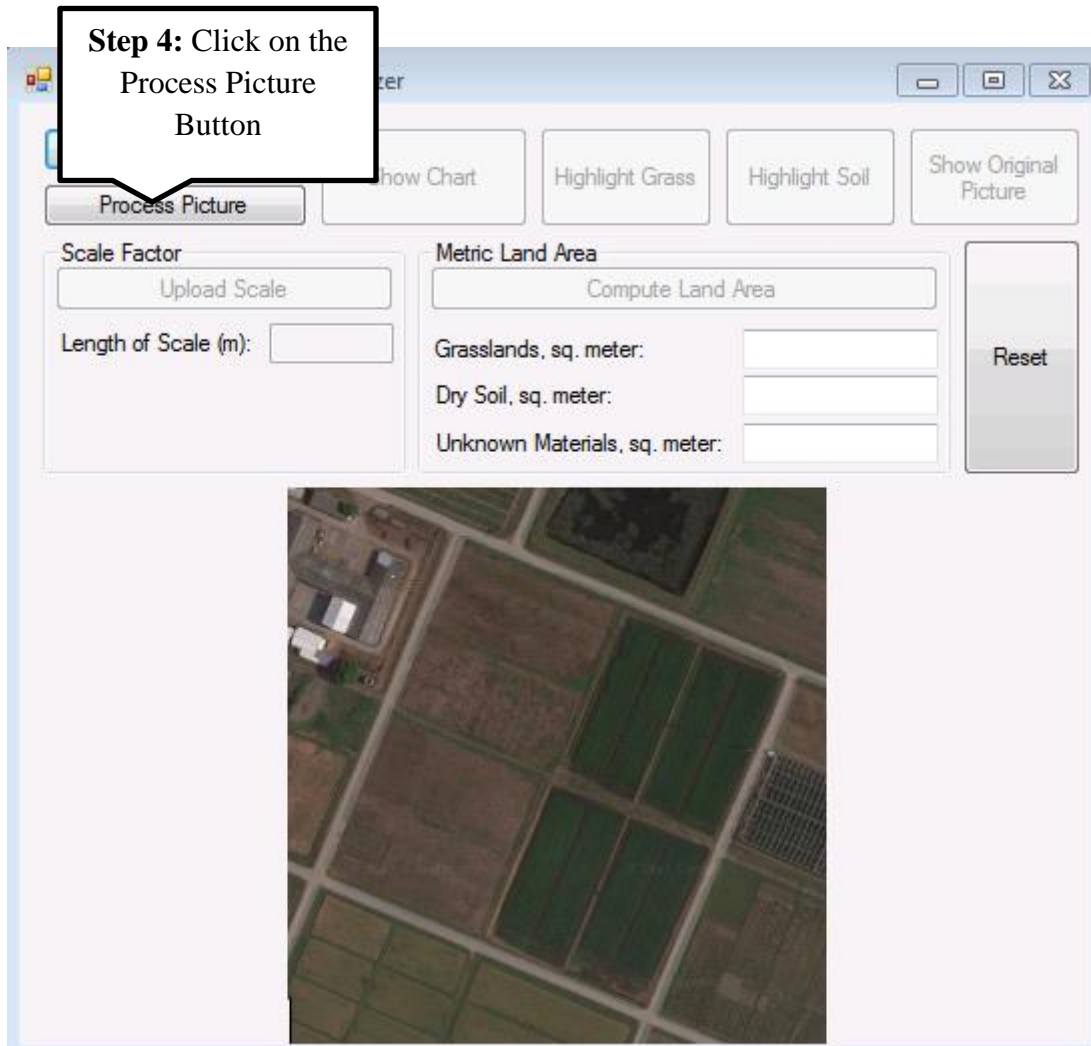 Step 4: Click on the
Process Picture
Button
zer
Show Chart
Highlight Grass
Highlight Soil
Show Original
Picture
Process Picture
Scale Factor
Upload Scale
Length of Scale (m):
Metric Land Area
Compute Land Area
Grasslands, sq. meter:
Dry Soil, sq. meter:
Unknown Materials, sq. meter:
Reset